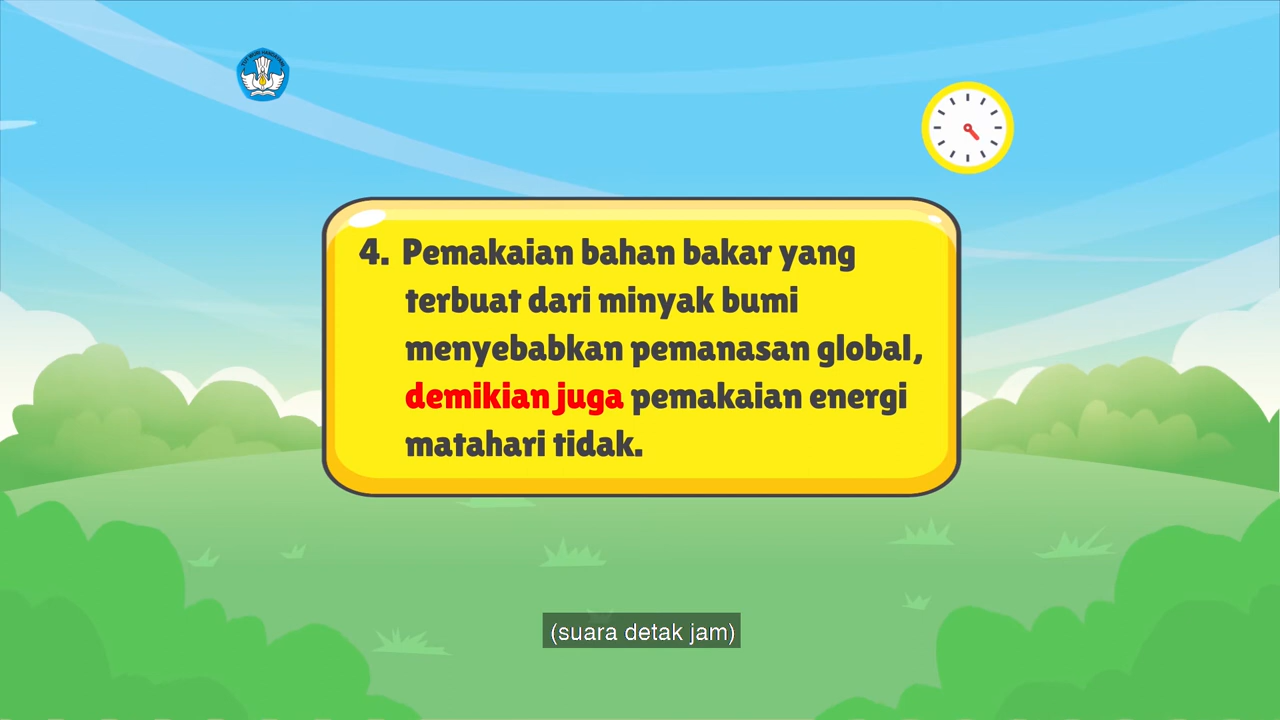 4. Pemakaian bahan bakar yang
terbuat dari minyak bumi
menyebabkan pemanasan global,
demikian juga pemakaian energi
matahari tidak.
(suara detak jam)